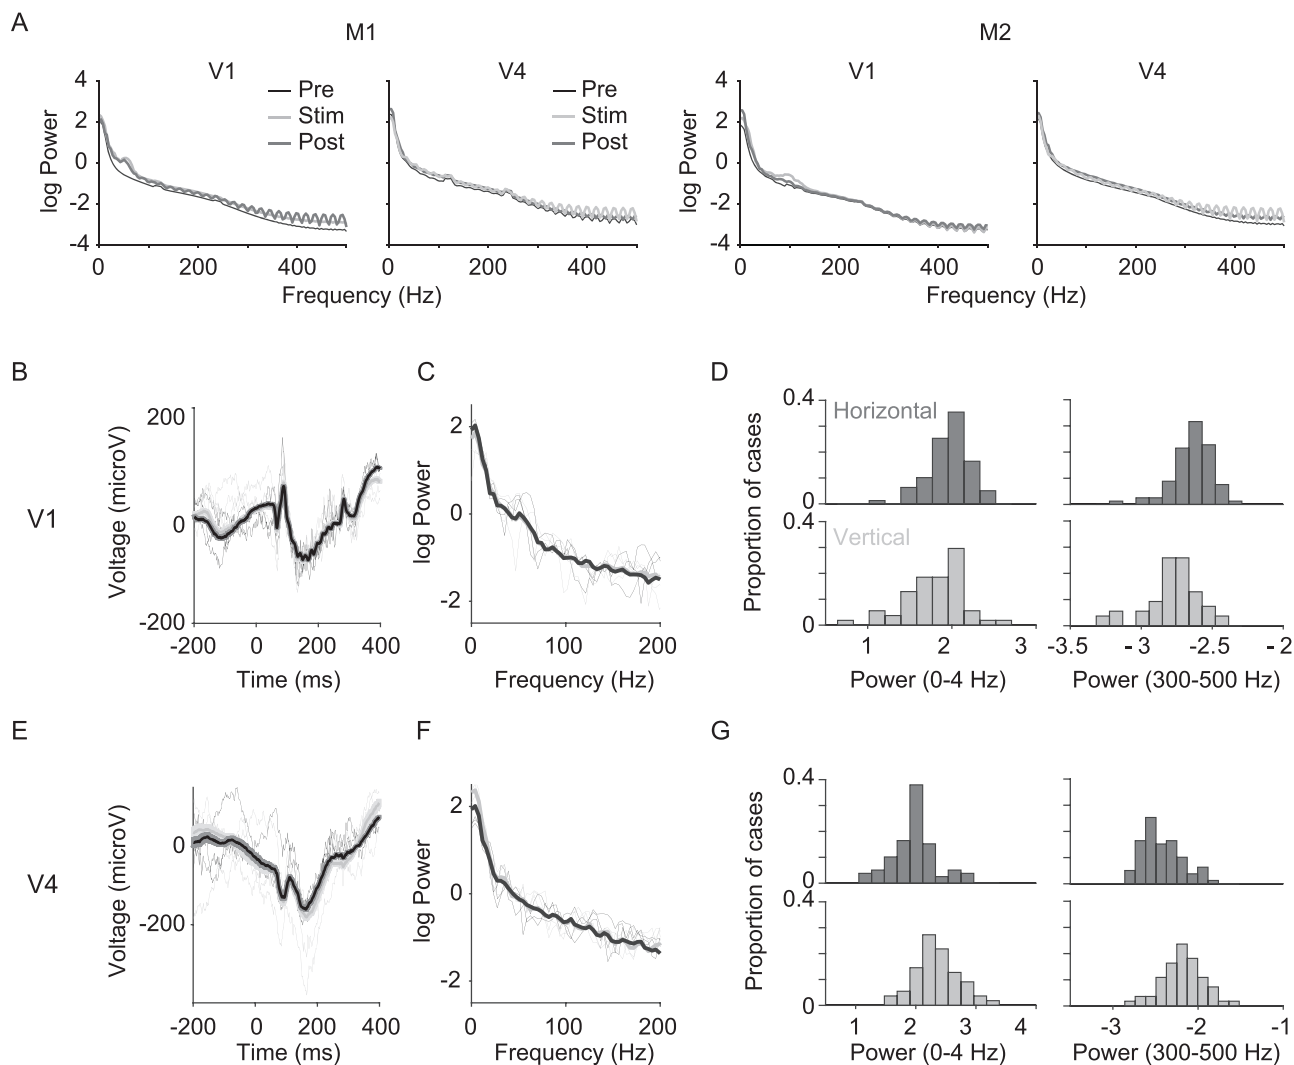 A
M1
M2
V1
V4
V1
V4
Pre
Stim
Post
Pre
Stim
Post
log Power
4
2
0
-2
-4
0
200
400
0
200
400
Frequency (Hz)
log Power
4
2
0
-2
-4
0
200
400
0
200
400
Frequency (Hz)
B
C
D
V1
Voltage (microV)
200
0
-200
-200
0
200
400
Time (ms)
log Power
2
0
-2
0
100
200
Frequency (Hz)
Proportion of cases
0.4
Horizontal
0
0.4
Vertical
0
1
2
3
Power (0-4 Hz)
-3.5
-3
-2.5
-2
Power (300-500 Hz)
E
F
G
V4
Voltage (microV)
0
-200
-200
0
200
400
Time (ms)
log Power
2
0
-2
0
100
200
Frequency (Hz)
Proportion of cases
0.4
0
0.4
0
1
2
3
4
Power (0-4 Hz)
-3
-2
-1
Power (300-500 Hz)